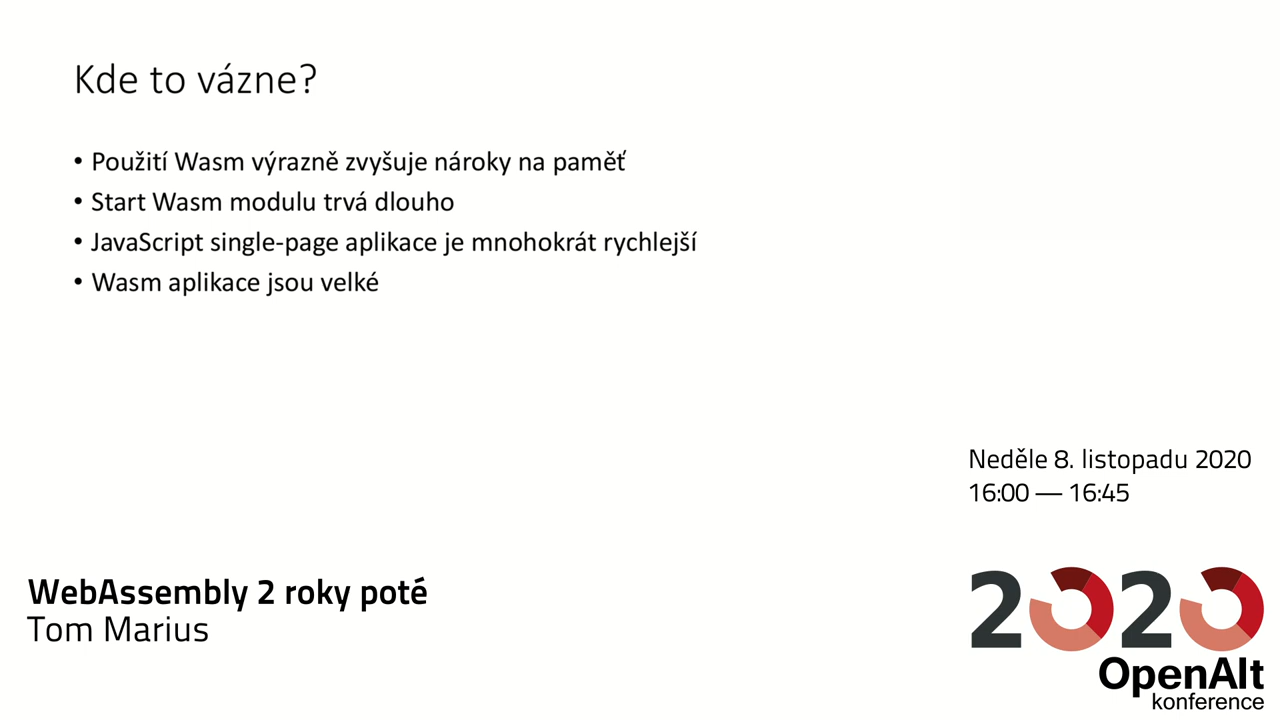 Kde to vázne?
• Použití Wasm výrazně zvyšuje nároky na paměť
• Start Wasm modulu trvá dlouho
• JavaScript single-page aplikace je mnohokrát rychlejší
• Wasm aplikace jsou velké
Neděle 8. listopadu 2020
16:00 — 16:45
WebAssembly 2 roky poté
Tom Marius
2020
OpenAlt
konference